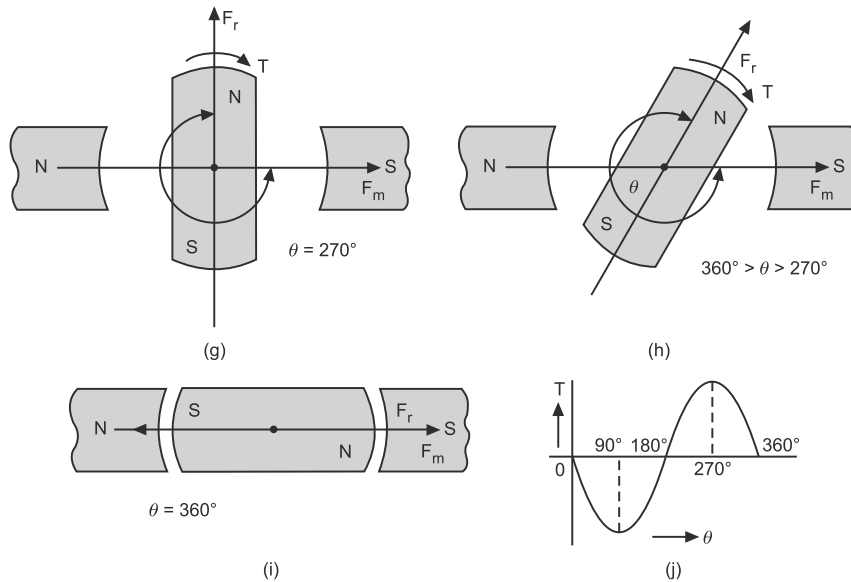 F_r
T
N
N
S
F_m
S
θ = 270°
(g)
F_r
T
N
N
S
F_m
θ
S
360° > θ > 270°
(h)
S
F_r
N
S
N
F_m
θ = 360°
(i)
T
90° 180° 360°
0
270°
θ
(j)